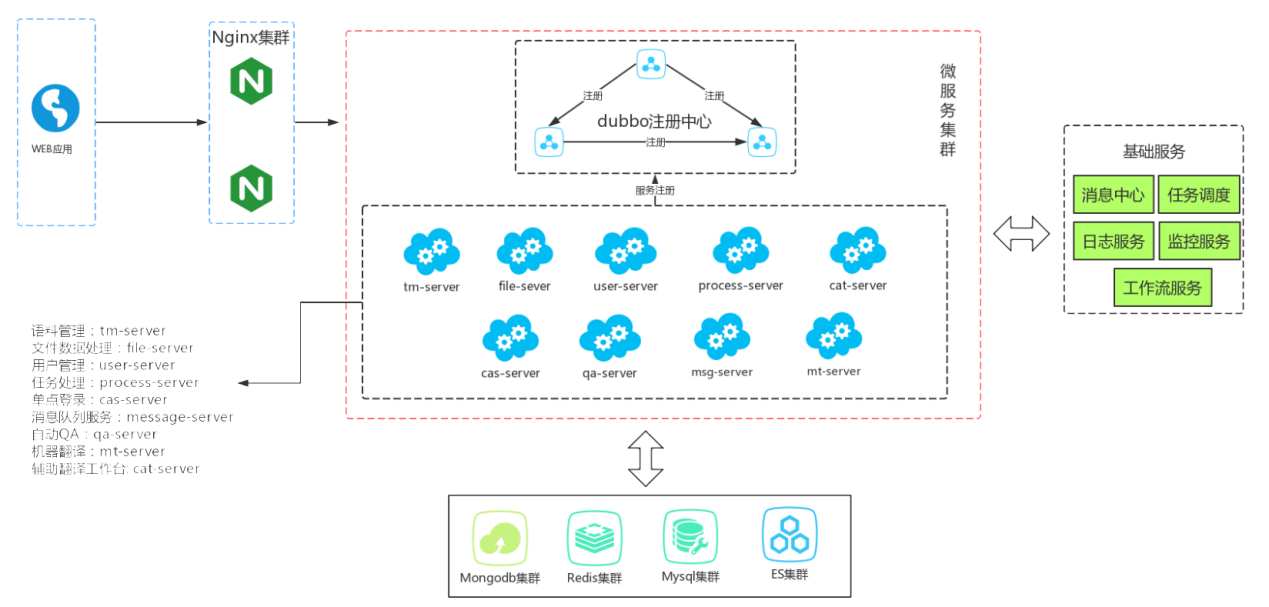 WEB应用
Nginx集群
微服务集群
注册
注册
dubbo注册中心
注册
服务注册
tm-server
file-sever
user-server
process-server
cat-server
cas-server
qa-server
msg-server
mt-server
基础服务
消息中心
任务调度
日志服务
监控服务
工作流服务
语料管理：tm-server
文件数据处理：file-server
用户管理：user-server
任务处理：process-server
单点登录：cas-server
消息队列服务：message-server
自动QA：qa-server
机器翻译：mt-server
辅助翻译工作台: cat-server
Mongodb集群
Redis集群
Mysql集群
ES集群